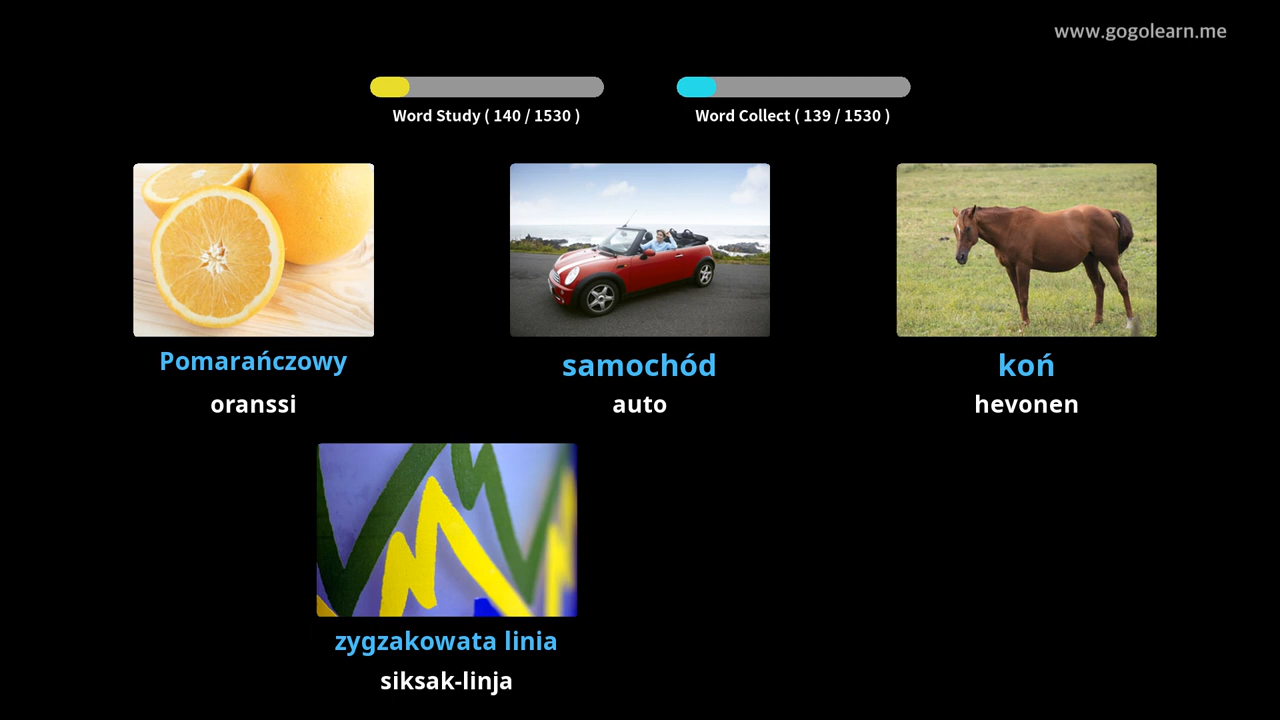 www.gogolearn.me
Word Study ( 140 / 1530 )
Word Collect ( 139 / 1530 )
Pomarańczowy
samochód
koń
oranssi
auto
hevonen
zygzakowata linia
siksak-linja